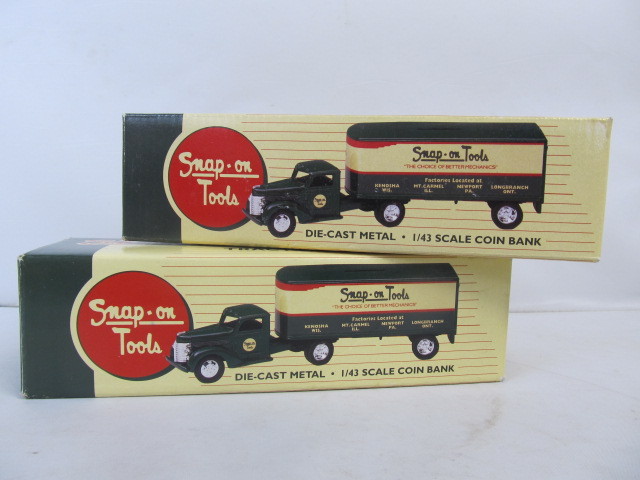 Snap-on
Tools
Snap-on Tools
"THE CHOICE OF BETTER MECHANICS"
Factories Located at
KENOSHA MT. CARMEL NEWPORT LONGBRANCH
WIS. ILL. PA. ONT.
DIE-CAST METAL • 1/43 SCALE COIN BANK
Snap-on
Tools
Snap-on Tools
"THE CHOICE OF BETTER MECHANICS"
Factories Located at
KENOSHA MT. CARMEL NEWPORT LONGBRANCH
WIS. ILL. PA. ONT.
DIE-CAST METAL • 1/43 SCALE COIN BANK